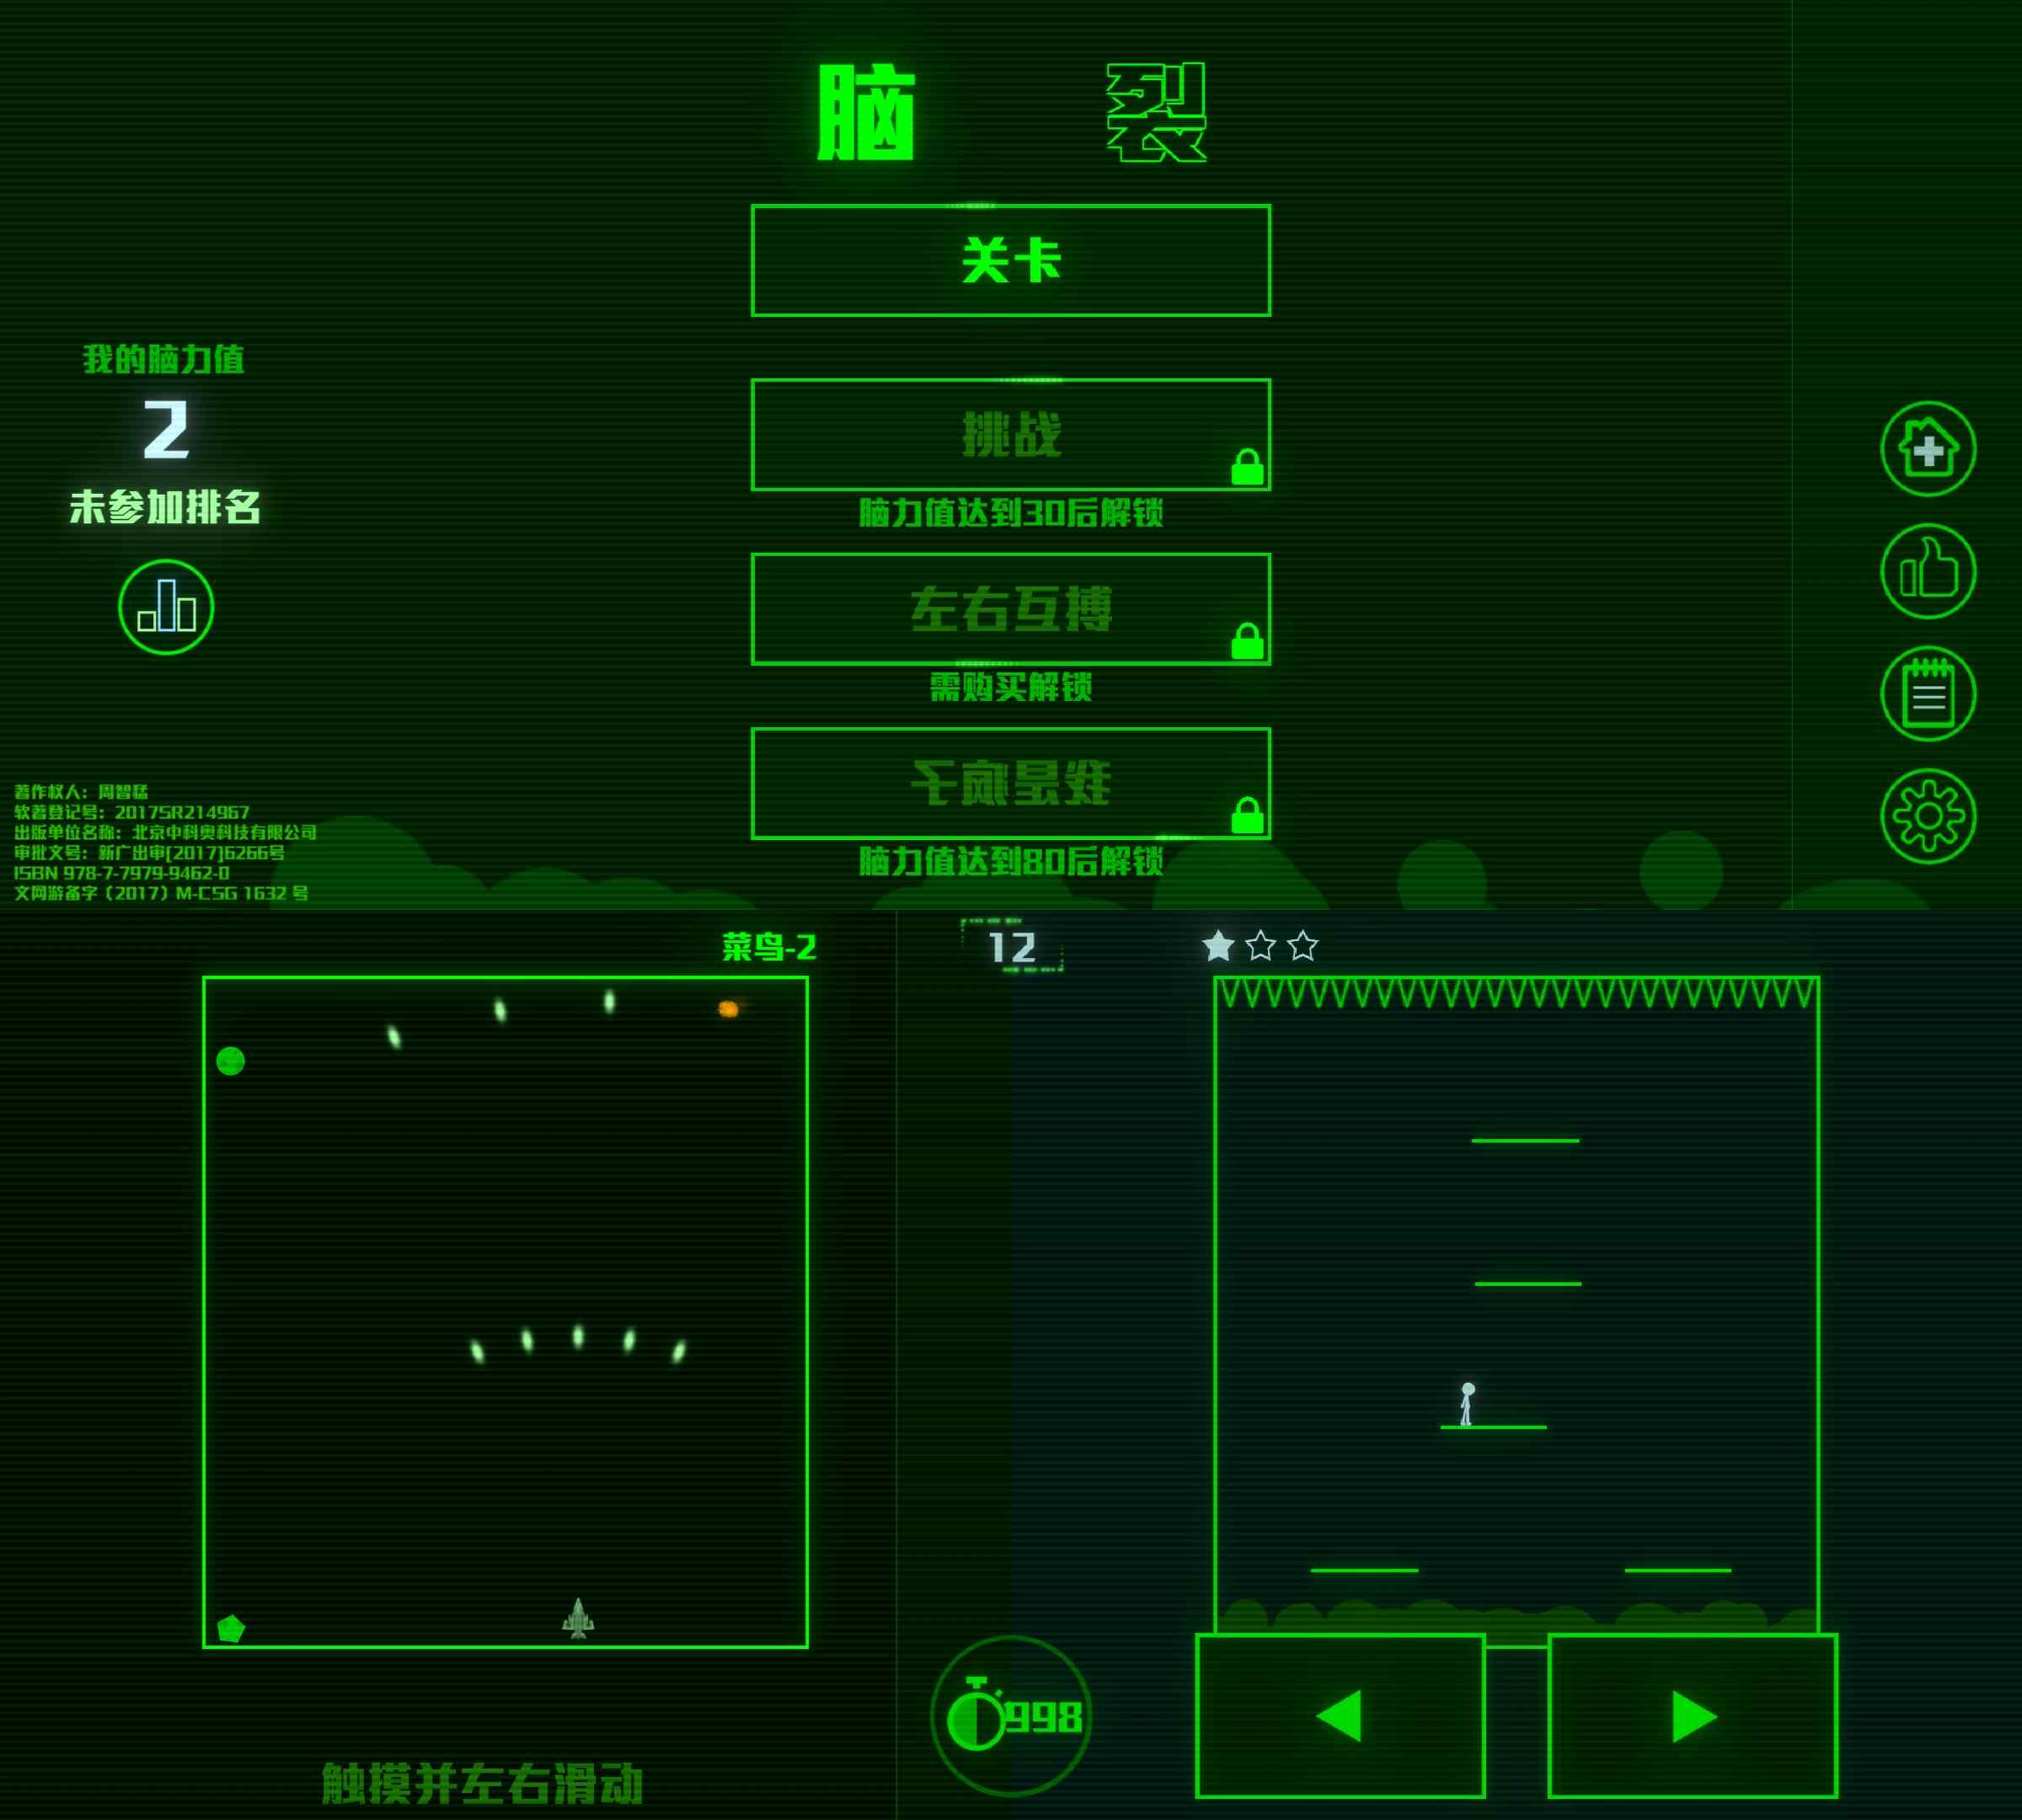 脑 裂
关卡
挑战
脑力值达到30后解锁
左右互搏
需购买解锁
我是疯子
脑力值达到80后解锁
我的脑力值
2
未参加排名
著作权人：周智猛
软著登记号：2017SR214967
出版单位名称：北京中科奥科技有限公司
审批文号：新广出审[2017]6266号
ISBN 978-7-7979-9462-0
文网游备字（2017）M-CSG 1632 号
菜鸟-2
12
998
触摸并左右滑动